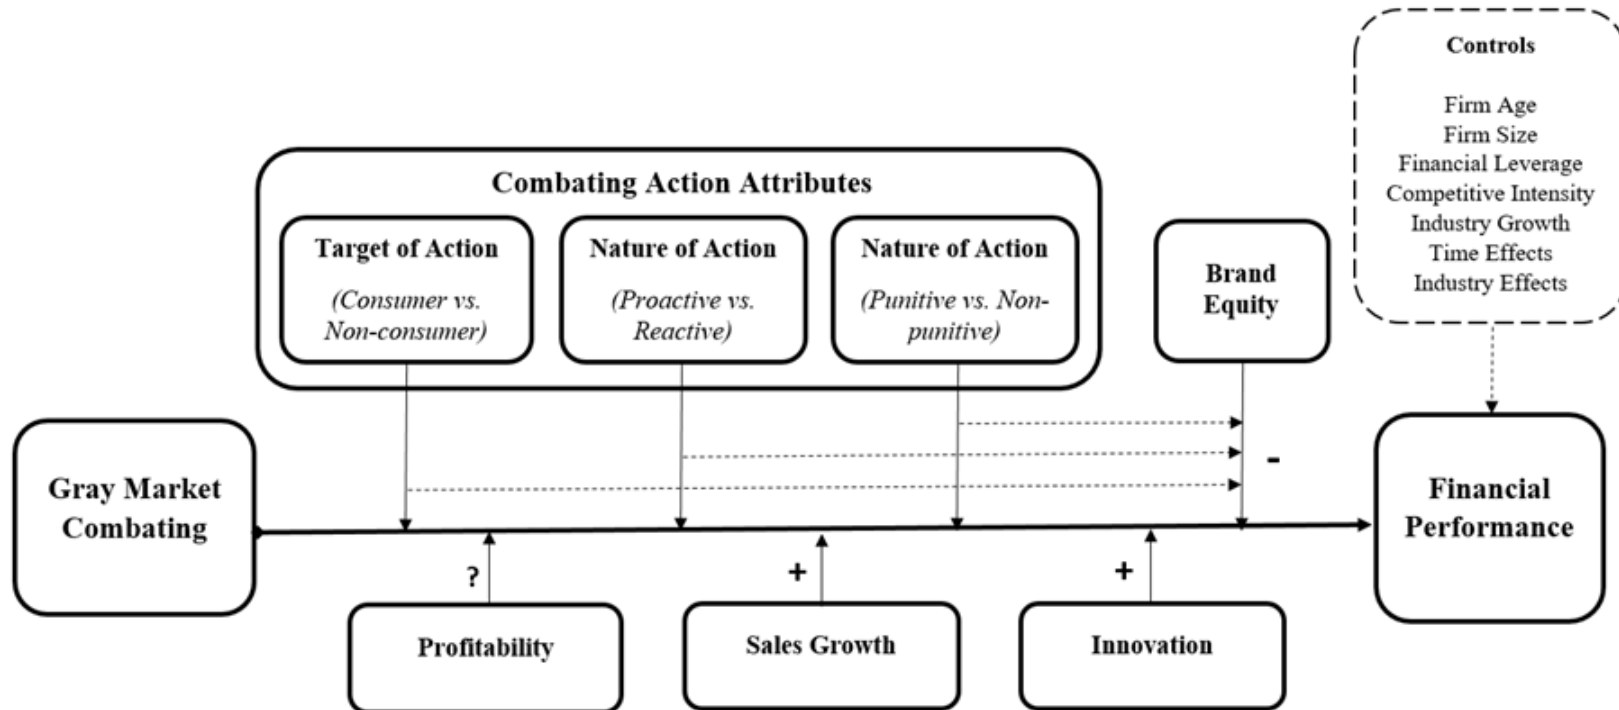 Controls
Firm Age
Firm Size
Financial Leverage
Competitive Intensity
Industry Growth
Time Effects
Industry Effects
Combating Action Attributes
Target of Action
(Consumer vs.
Non-consumer)
Nature of Action
(Proactive vs.
Reactive)
Nature of Action
(Punitive vs. Non-
punitive)
Brand
Equity
-
Gray Market
Combating
Financial
Performance
?
+
+
Profitability
Sales Growth
Innovation